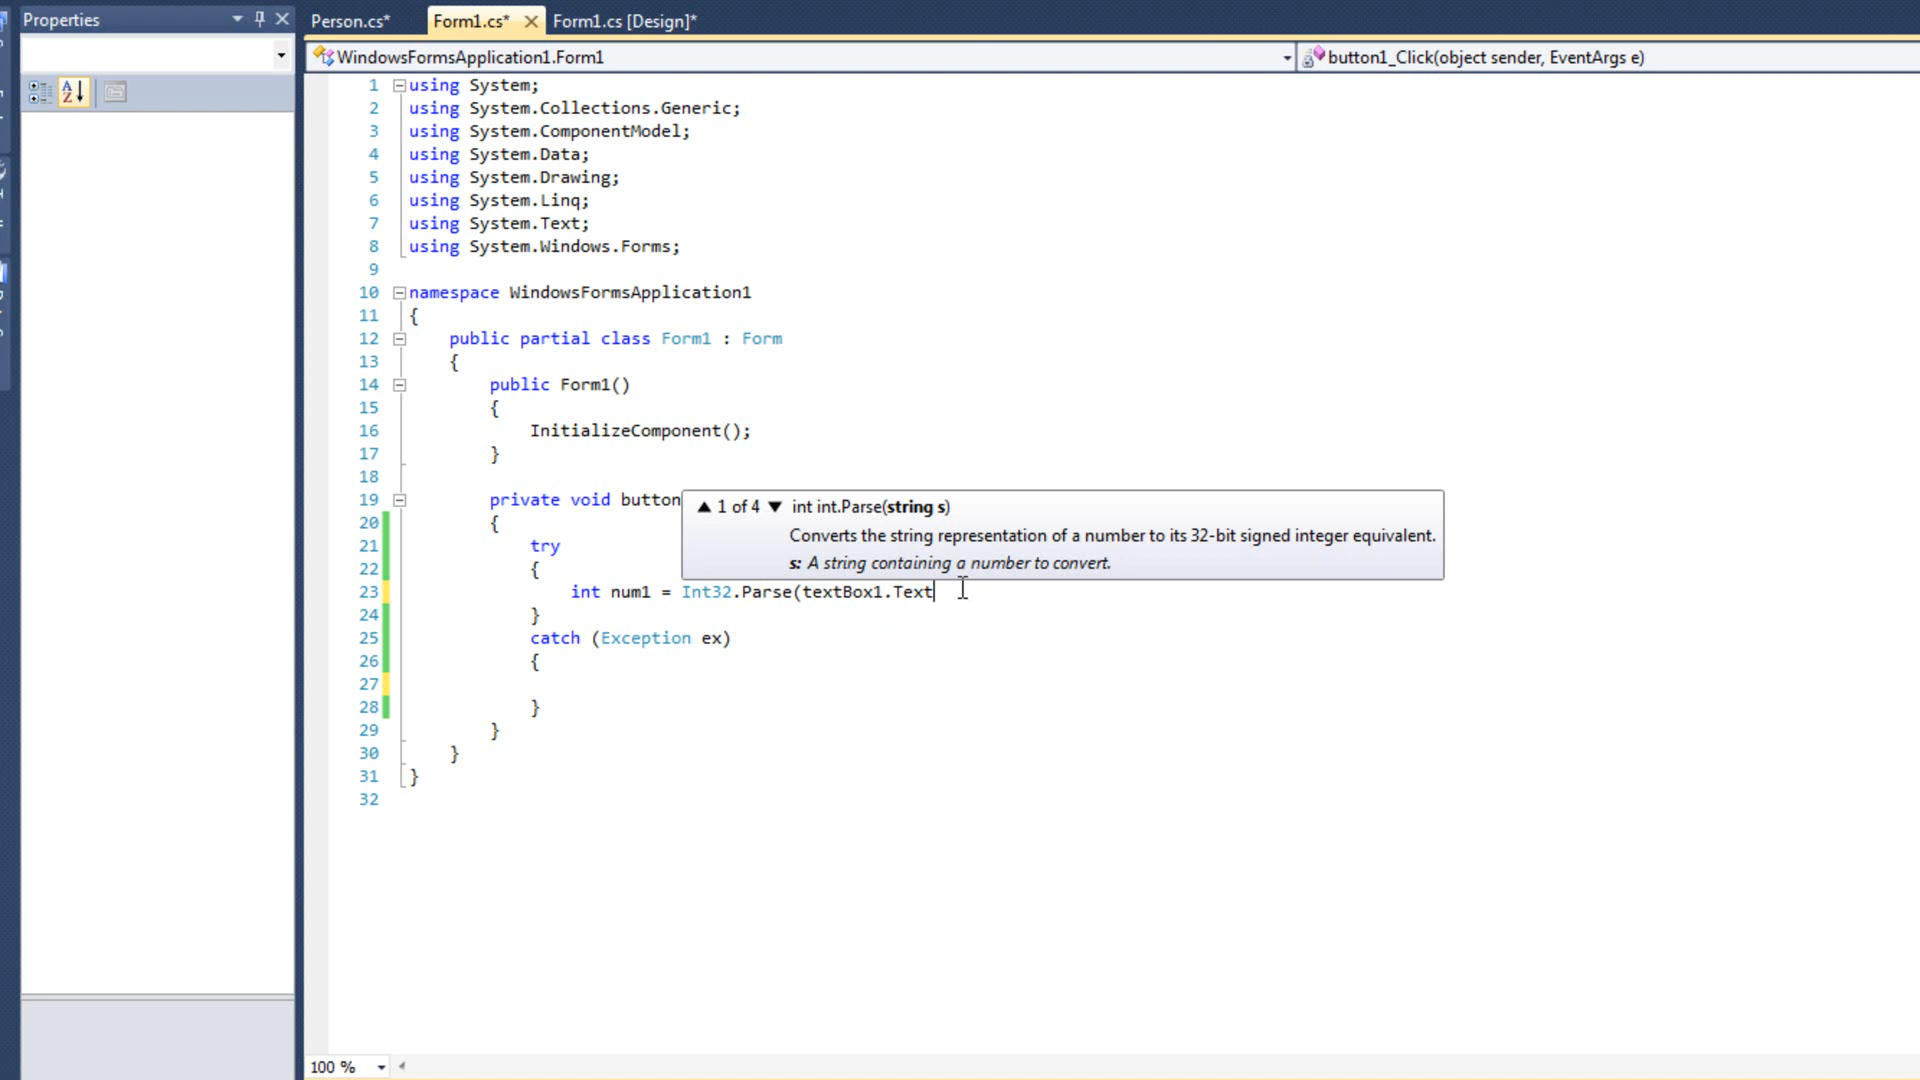 Properties
Person.cs*
Form1.cs*
Form1.cs [Design]*
WindowsFormsApplication1.Form1
button1_Click(object sender, EventArgs e)
1 using System;
2 using System.Collections.Generic;
3 using System.ComponentModel;
4 using System.Data;
5 using System.Drawing;
6 using System.Linq;
7 using System.Text;
8 using System.Windows.Forms;
9
10 namespace WindowsFormsApplication1
11 {
12 public partial class Form1 : Form
13 {
14 public Form1()
15 {
16 InitializeComponent();
17 }
18
19 private void button
1 of 4 int int.Parse(string s)
Converts the string representation of a number to its 32-bit signed integer equivalent.
s: A string containing a number to convert.
20 {
21 try
22 {
23 int num1 = Int32.Parse(textBox1.Text
24 }
25 catch (Exception ex)
26 {
27
28 }
29 }
30 }
31 }
32
100 %